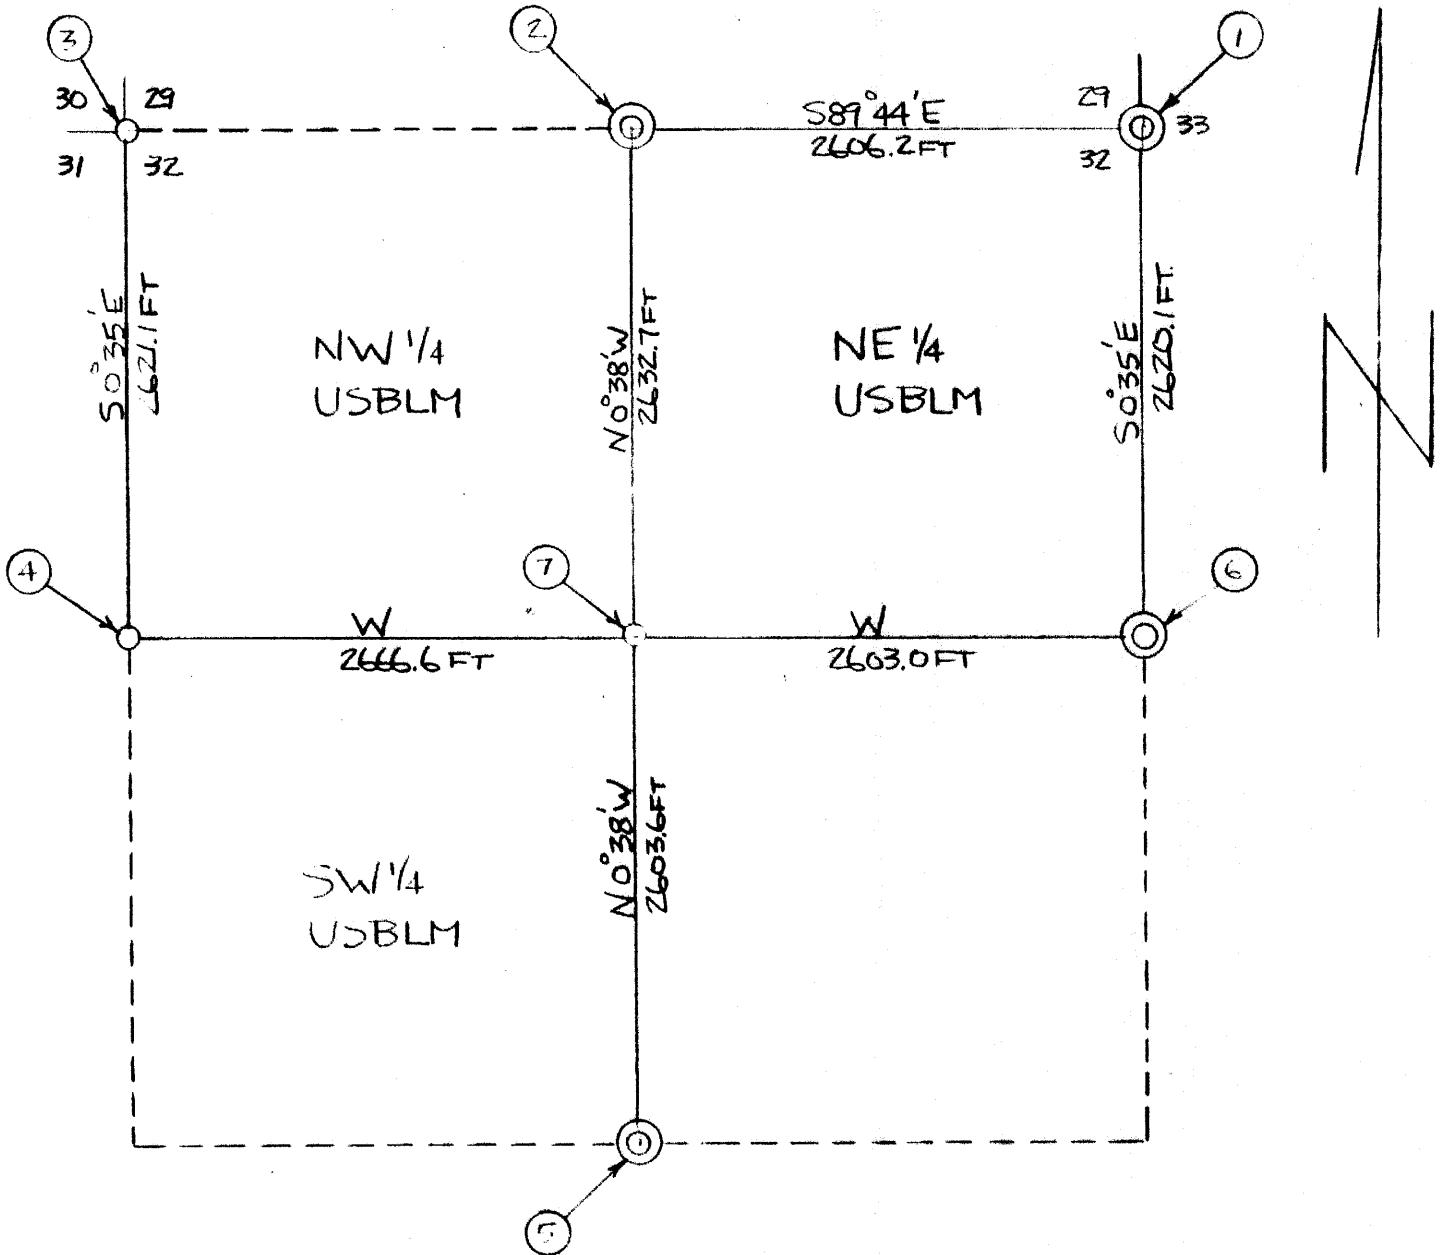 3
2
1
30 29
31 32
S89°44'E
2606.2FT
29
33
32
S0°35'E
2621.1FT
NW 1/4
USBLM
N0°38'W
2632.7FT
NE 1/4
USBLM
S0°35'E
2620.1FT.
N
4
7
6
W
2666.6FT
W
2603.0FT
SW 1/4
USBLM
N0°38'W
2603.6FT
5